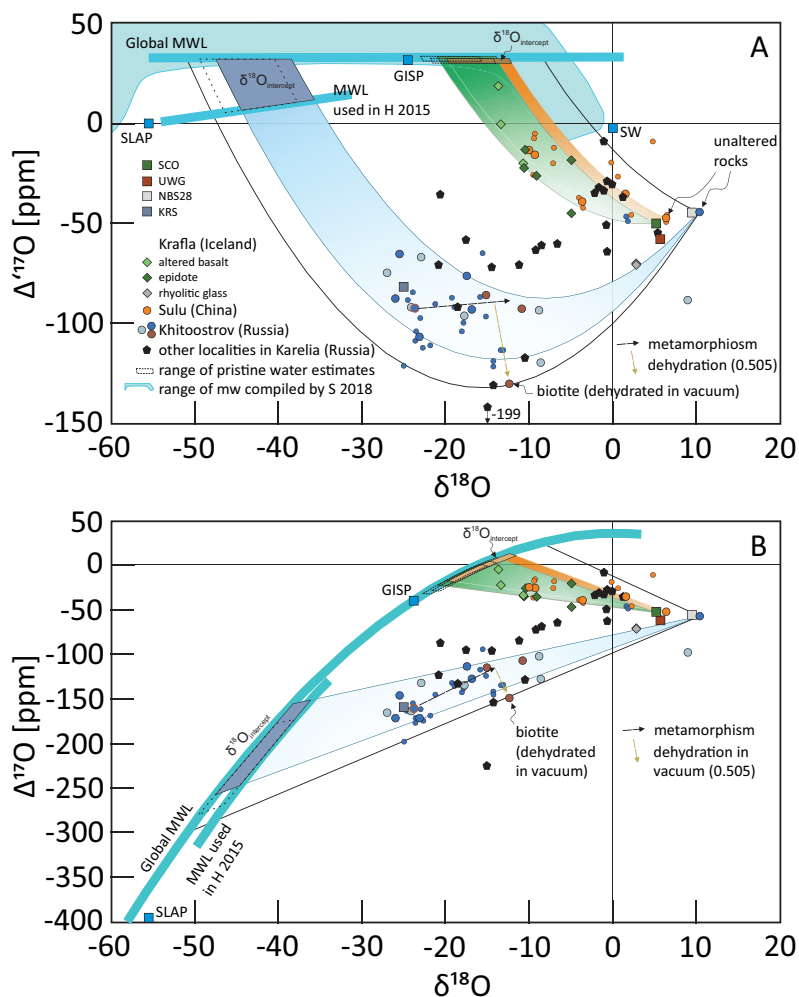 50
0
-50
-100
-150
Δ‘¹⁷O [ppm]
A
Global MWL
δ¹⁸Ointercept
δ¹⁸Ointercept
GISP
MWL
used in H 2015
SLAP
SW
unaltered
rocks
SCO
UWG
NBS28
KRS
Krafla (Iceland)
altered basalt
epidote
rhyolitic glass
Sulu (China)
Khitoostrov (Russia)
other localities in Karelia (Russia)
range of pristine water estimates
range of mw compiled by S 2018
metamorphiosm
dehydration (0.505)
biotite (dehydrated in vacuum)
-199
-60 -50 -40 -30 -20 -10 0 10 20
δ¹⁸O
50
0
-50
-100
-150
-200
-250
-300
-350
-400
Δ¹⁷O [ppm]
B
δ¹⁸Ointercept
GISP
δ¹⁸Ointercept
Global MWL
MWL used
in H 2015
SLAP
biotite
(dehydrated
in vacuum)
metamorphism
dehydration in
vacuum (0.505)
-60 -50 -40 -30 -20 -10 0 10 20
δ¹⁸O